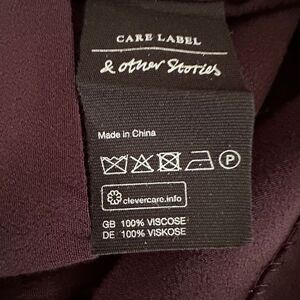 CARE LABEL
& other Stories
Made in China
P
clevercare.info
GB 100% VISCOSE
DE 100% VISKOSE